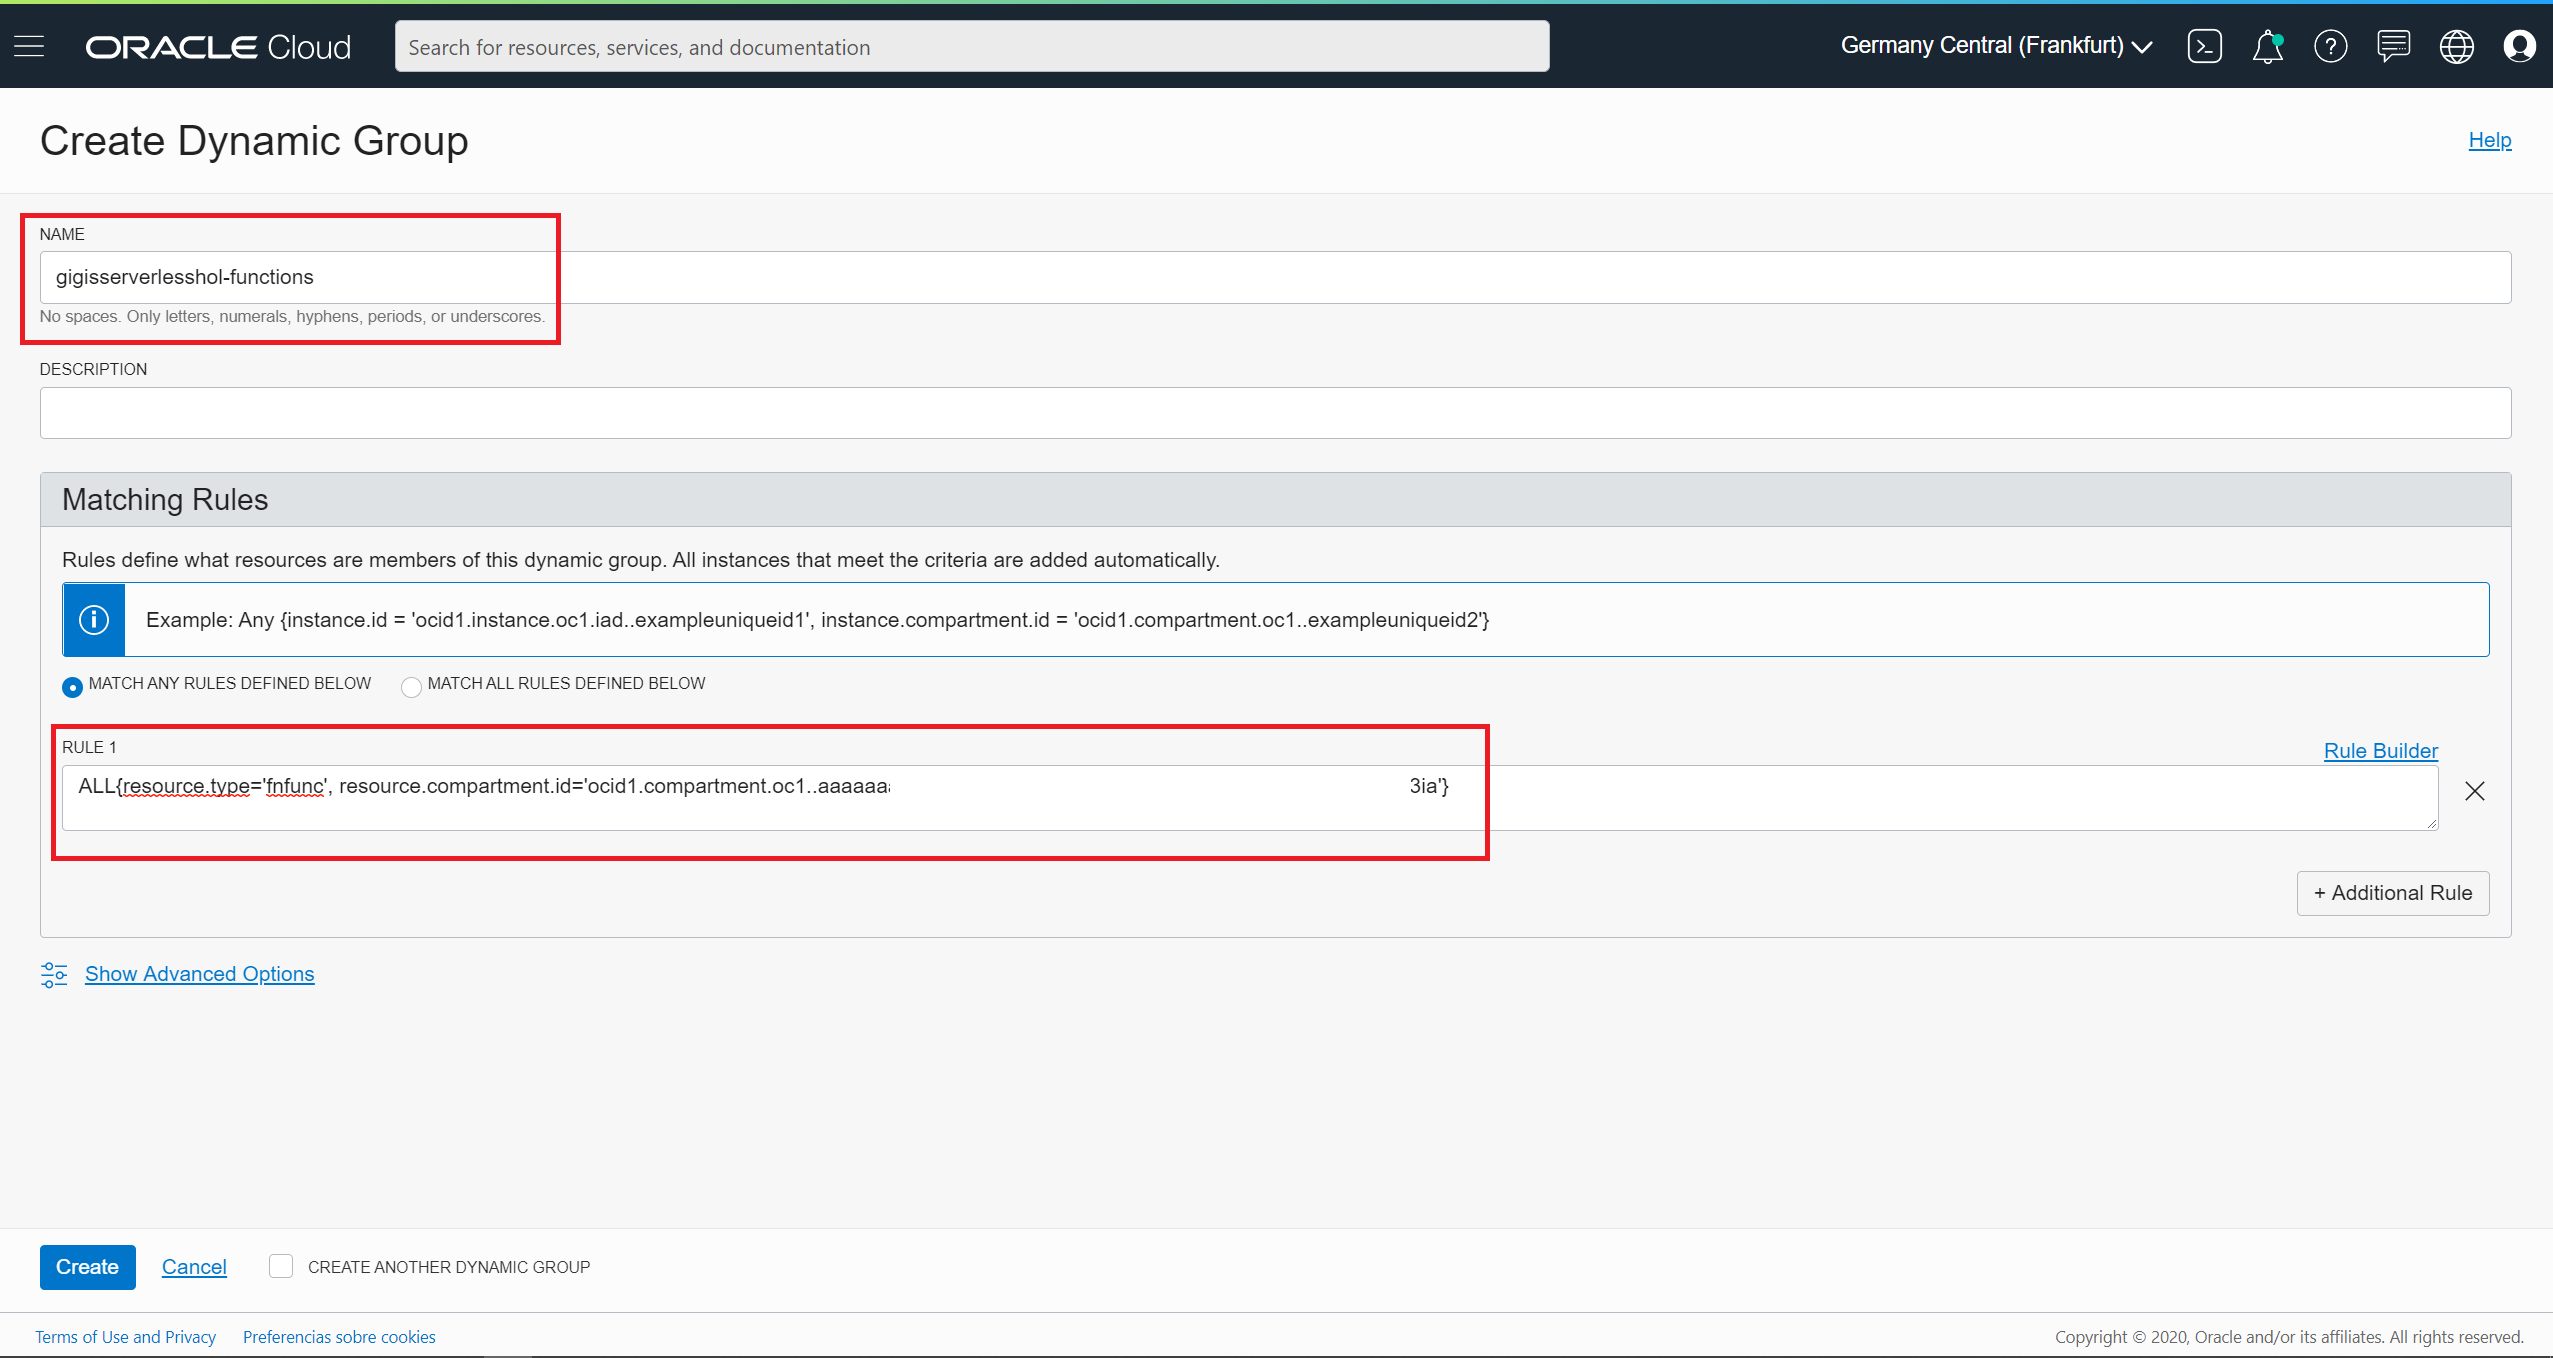 ORACLE Cloud
Search for resources, services, and documentation
Germany Central (Frankfurt)
Create Dynamic Group
Help
NAME
gigisserverlesshol-functions
No spaces. Only letters, numerals, hyphens, periods, or underscores.
DESCRIPTION
Matching Rules
Rules define what resources are members of this dynamic group. All instances that meet the criteria are added automatically.
Example: Any {instance.id = 'ocid1.instance.oc1.iad..exampleuniqueid1', instance.compartment.id = 'ocid1.compartment.oc1..exampleuniqueid2'}
MATCH ANY RULES DEFINED BELOW MATCH ALL RULES DEFINED BELOW
RULE 1
Rule Builder
ALL{resource.type='fnfunc', resource.compartment.id='ocid1.compartment.oc1..aaaaaa 3ia'}
+ Additional Rule
Show Advanced Options
Create Cancel CREATE ANOTHER DYNAMIC GROUP
Terms of Use and Privacy Preferencias sobre cookies Copyright © 2020, Oracle and/or its affiliates. All rights reserved.